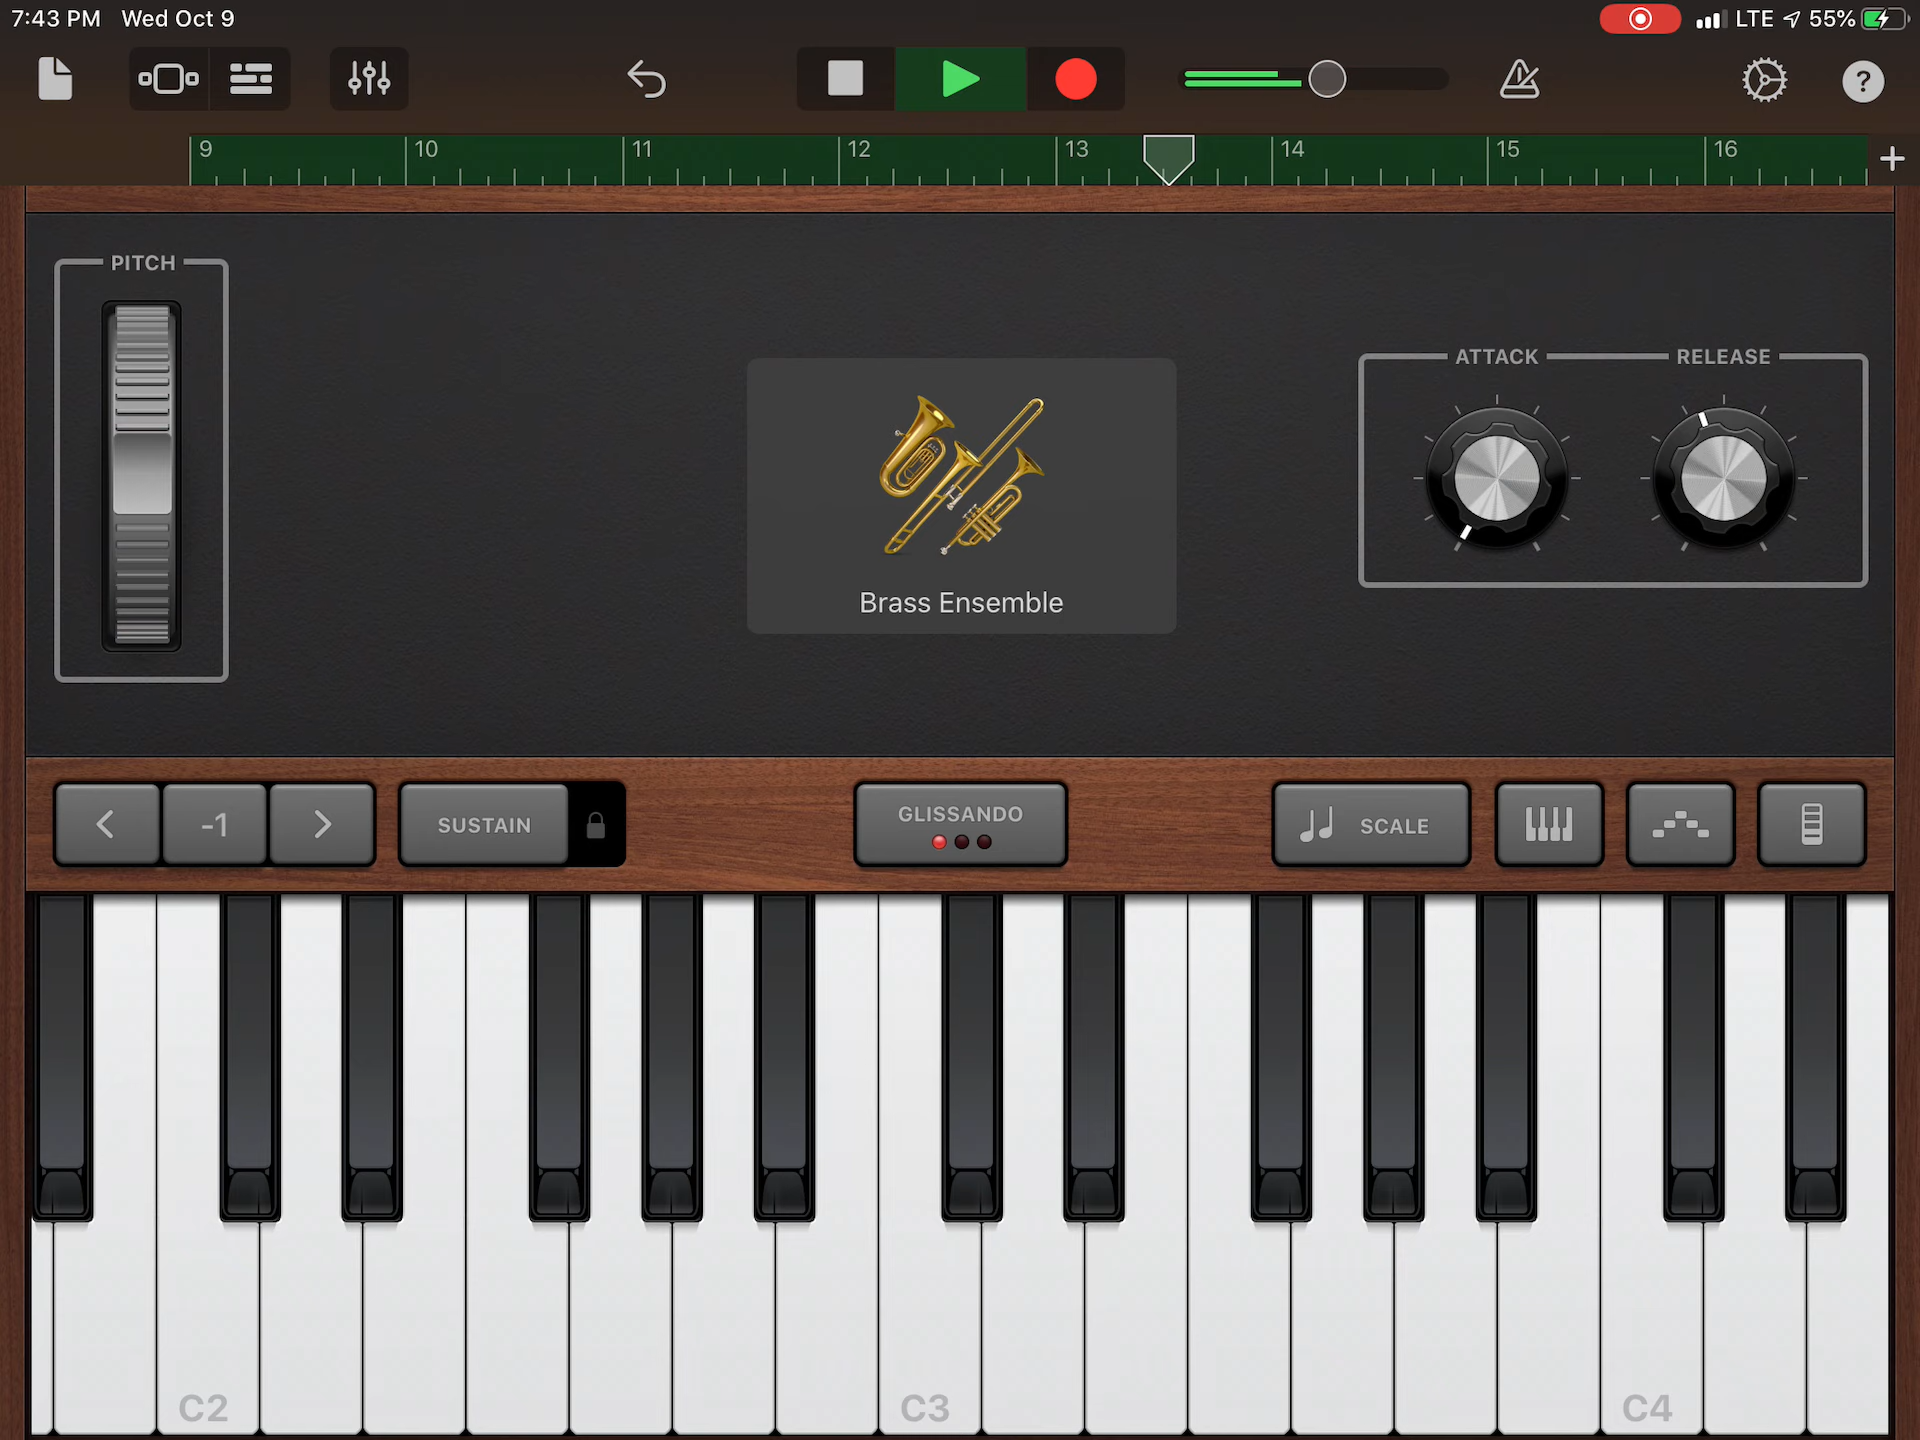 7:43 PM Wed Oct 9
LTE 55%
?
9 10 11 12 13 14 15 16
PITCH
ATTACK RELEASE
Brass Ensemble
-1
SUSTAIN
GLISSANDO
SCALE
C2 C3 C4